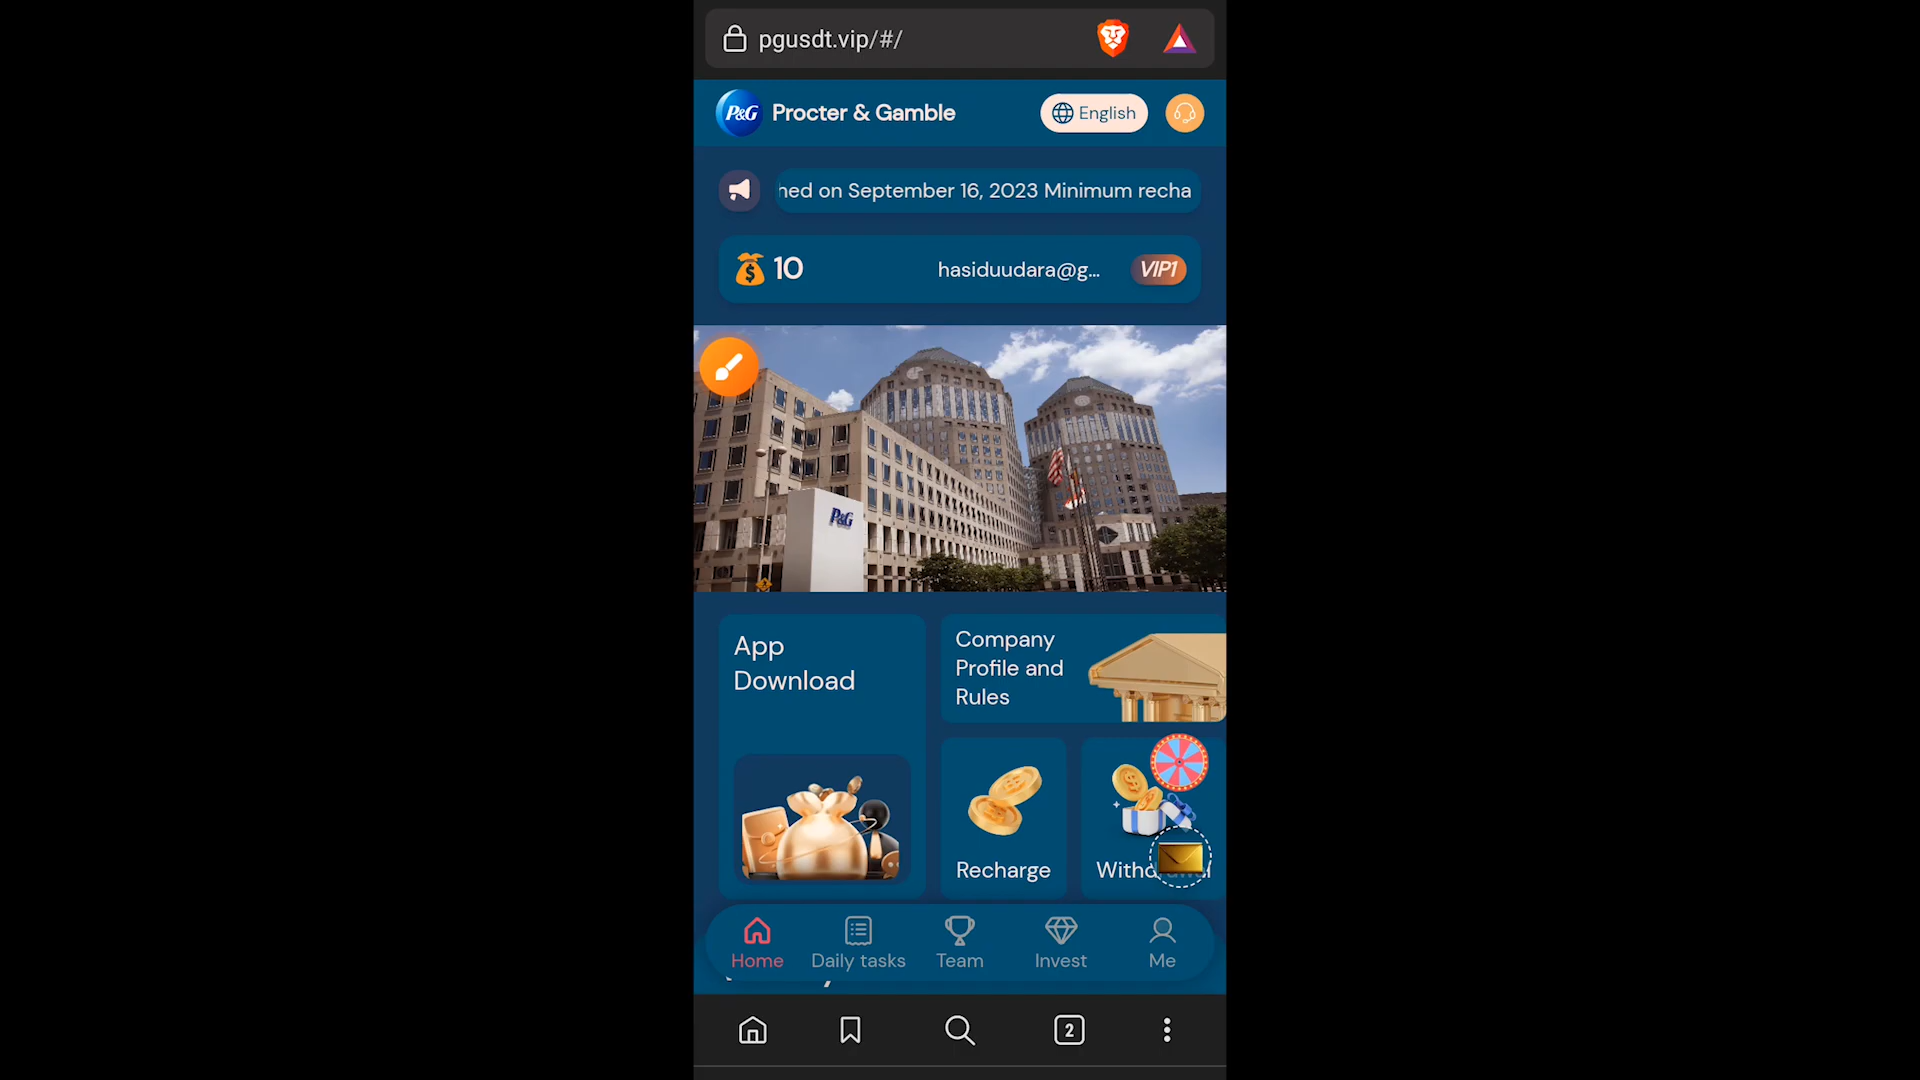 pgusdt.vip/#/
P&G Procter & Gamble English
ned on September 16, 2023 Minimum recha
10 hasiduudara@g... VIP1
P&G
App
Download
Company
Profile and
Rules
Recharge
Withdrawal
Home Daily tasks Team Invest Me
2